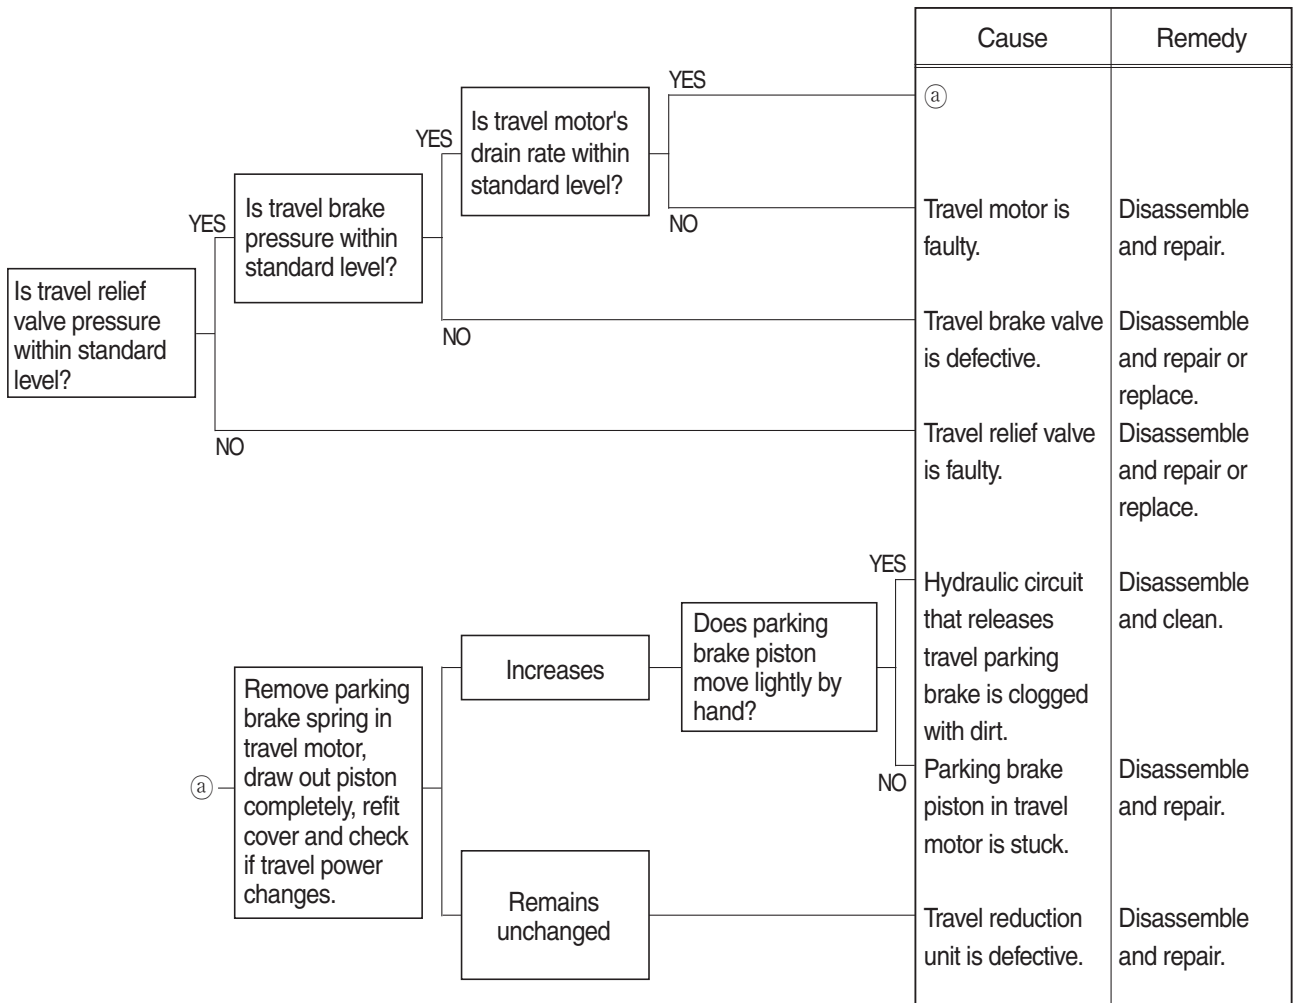 Cause
Remedy
YES
ⓐ
Is travel motor's
drain rate within
standard level?
YES
NO
Travel motor is
faulty.
Disassemble
and repair.
Is travel brake
pressure within
standard level?
YES
NO
Travel brake valve
is defective.
Disassemble
and repair or
replace.
Is travel relief
valve pressure
within standard
level?
NO
Travel relief valve
is faulty.
Disassemble
and repair or
replace.
ⓐ
Remove parking
brake spring in
travel motor,
draw out piston
completely, refit
cover and check
if travel power
changes.
Increases
Does parking
brake piston
move lightly by
hand?
YES
Hydraulic circuit
that releases
travel parking
brake is clogged
with dirt.
Disassemble
and clean.
NO
Parking brake
piston in travel
motor is stuck.
Disassemble
and repair.
Remains
unchanged
Travel reduction
unit is defective.
Disassemble
and repair.